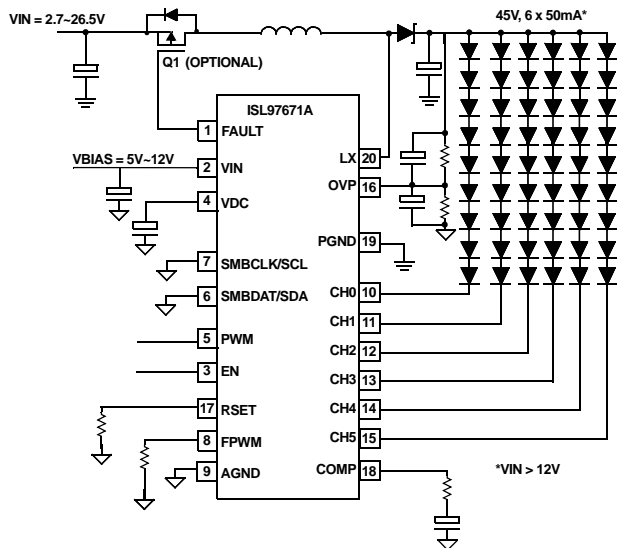 VIN = 2.7~26.5V
45V, 6 x 50mA*
Q1 (OPTIONAL)
ISL97671A
1 FAULT
LX 20
VBIAS = 5V~12V
2 VIN
OVP 16
4 VDC
PGND 19
7 SMBCLK/SCL
6 SMBDAT/SDA
CH0 10
CH1 11
5 PWM
CH2 12
3 EN
CH3 13
17 RSET
CH4 14
8 FPWM
CH5 15
9 AGND
COMP 18
*VIN > 12V